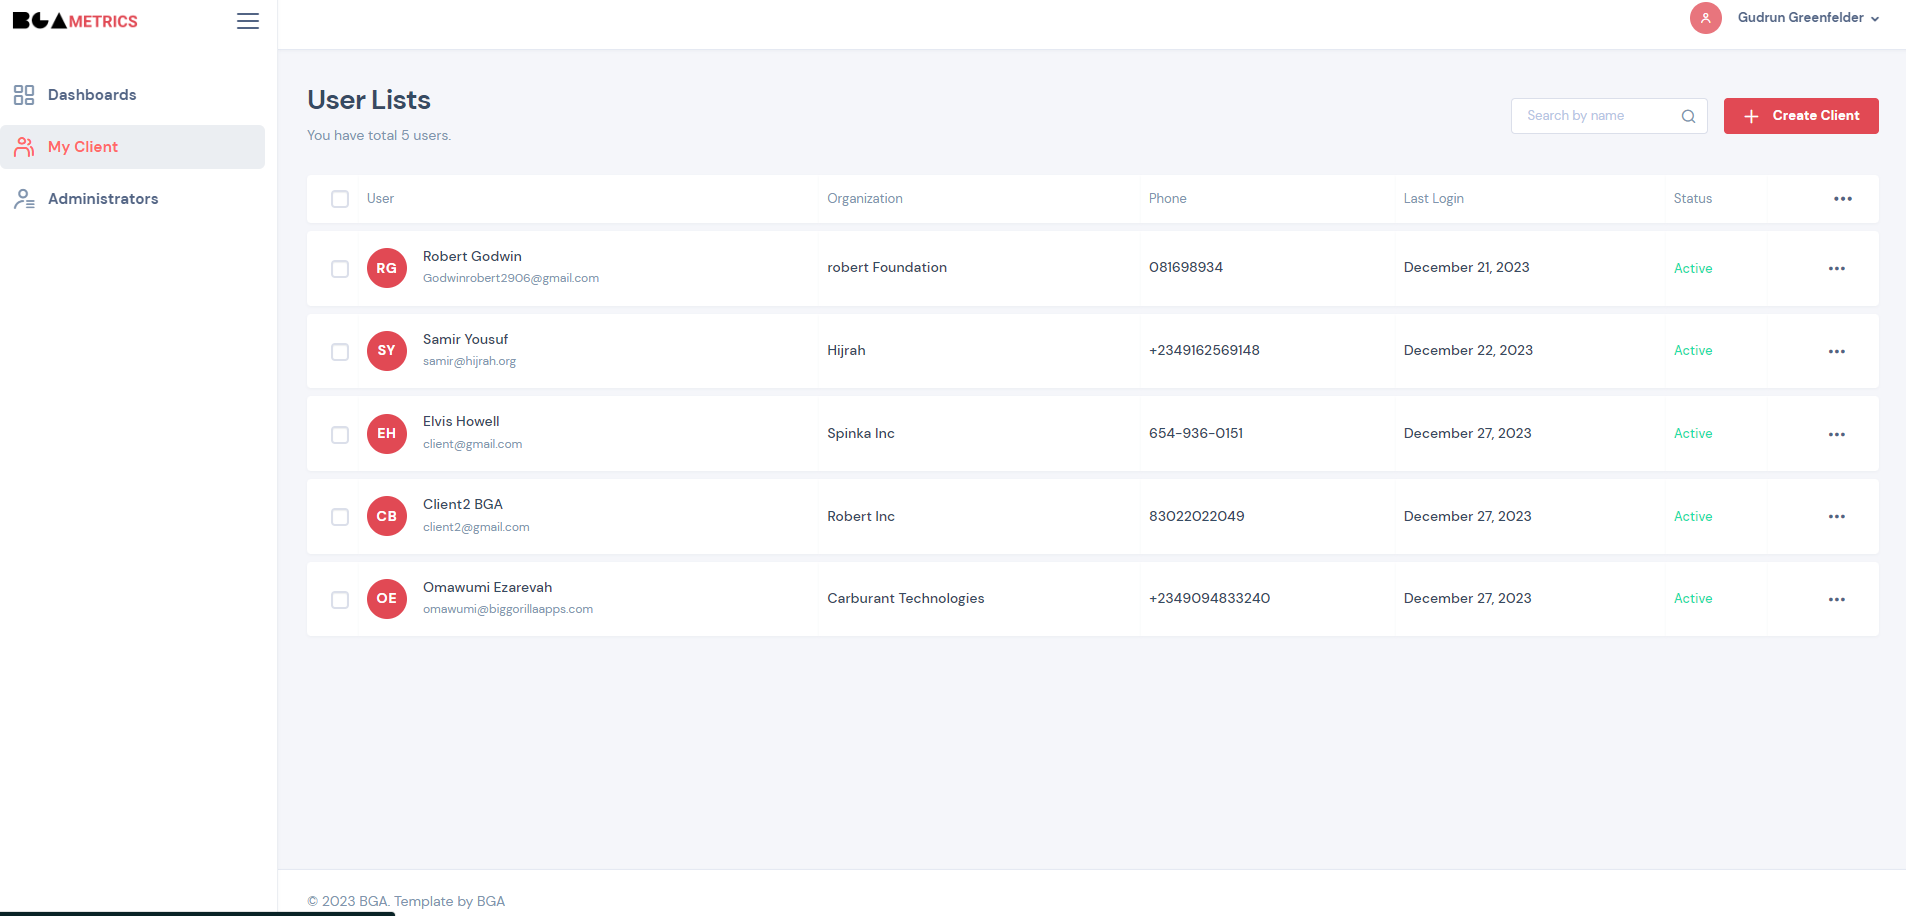 BGAMETRICS
Gudrun Greenfelder
Dashboards
My Client
Administrators
User Lists
You have total 5 users.
Search by name
Create Client
User Organization Phone Last Login Status
RG Robert Godwin
Godwinrobert2906@gmail.com
robert Foundation 081698934 December 21, 2023 Active
SY Samir Yousuf
samir@hijrah.org
Hijrah +2349162569148 December 22, 2023 Active
EH Elvis Howell
client@gmail.com
Spinka Inc 654-936-0151 December 27, 2023 Active
CB Client2 BGA
client2@gmail.com
Robert Inc 83022022049 December 27, 2023 Active
OE Omawumi Ezarevah
omawumi@biggorillaapps.com
Carburant Technologies +2349094833240 December 27, 2023 Active
© 2023 BGA. Template by BGA